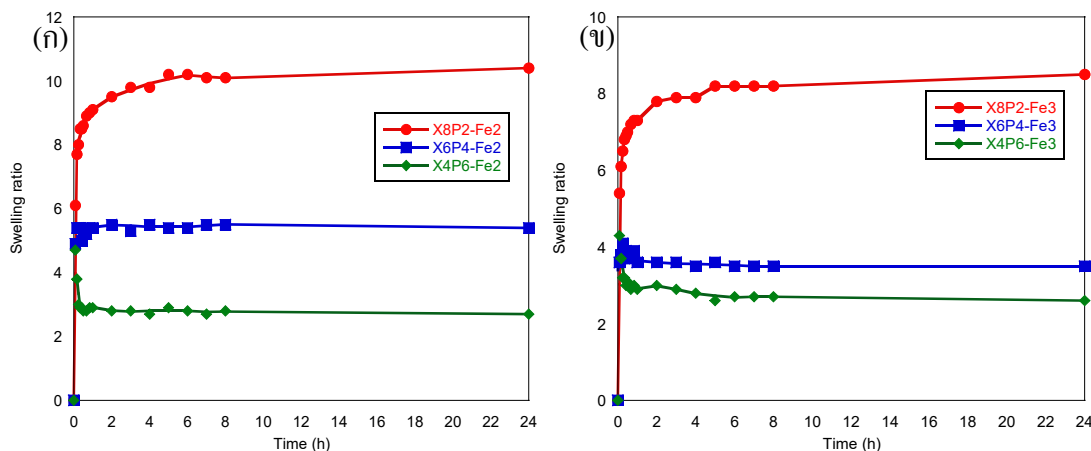 (ก)
12
10
8
6
4
2
0
Swelling ratio
X8P2-Fe2
X6P4-Fe2
X4P6-Fe2
0 2 4 6 8 10 12 14 16 18 20 22 24
Time (h)
(ข)
10
8
6
4
2
0
Swelling ratio
X8P2-Fe3
X6P4-Fe3
X4P6-Fe3
0 2 4 6 8 10 12 14 16 18 20 22 24
Time (h)